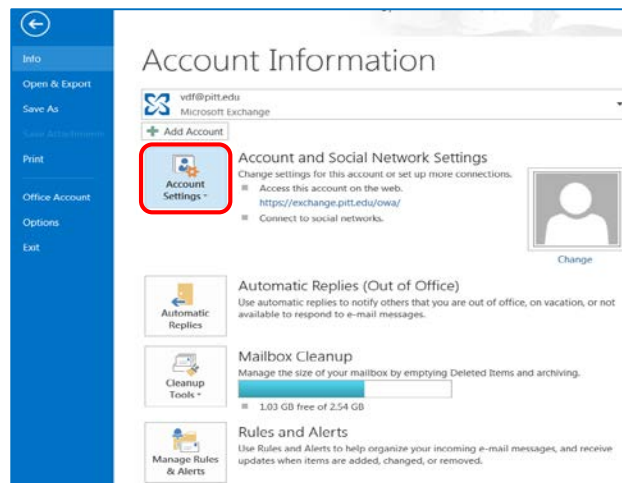 Info
Open & Export
Save As
Save Attachments
Print
Office Account
Options
Exit
Account Information
vdf@pitt.edu
Microsoft Exchange
Add Account
Account
Settings
Account and Social Network Settings
Change settings for this account or set up more connections.
Access this account on the web.
https://exchange.pitt.edu/owa/
Connect to social networks.
Change
Automatic
Replies
Automatic Replies (Out of Office)
Use automatic replies to notify others that you are out of office, on vacation, or not
available to respond to e-mail messages.
Cleanup
Tools
Mailbox Cleanup
Manage the size of your mailbox by emptying Deleted Items and archiving.
1.03 GB free of 2.54 GB
Manage Rules
& Alerts
Rules and Alerts
Use Rules and Alerts to help organize your incoming e-mail messages, and receive
updates when items are added, changed, or removed.